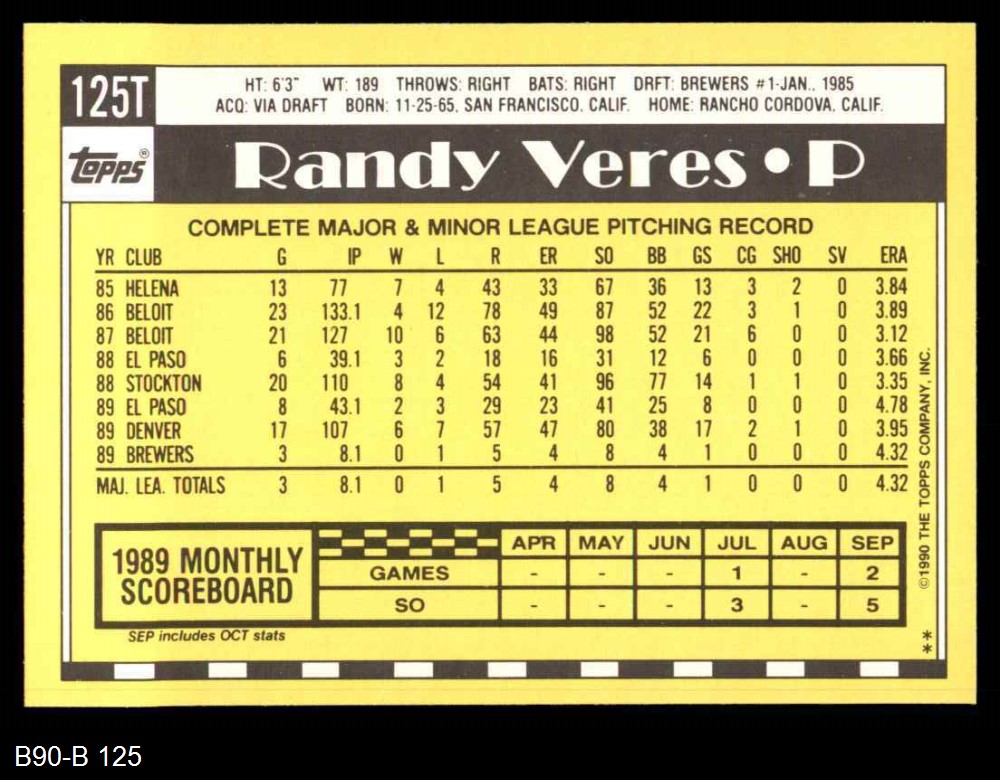 125T
HT: 6'3" WT: 189 THROWS: RIGHT BATS: RIGHT DRFT: BREWERS #1-JAN., 1985
ACQ: VIA DRAFT BORN: 11-25-65, SAN FRANCISCO, CALIF. HOME: RANCHO CORDOVA, CALIF.
TOPPS®
Randy Veres • P
COMPLETE MAJOR & MINOR LEAGUE PITCHING RECORD
YR CLUB G IP W L R ER SO BB GS CG SHO SV ERA
85 HELENA 13 77 7 4 43 33 67 36 13 3 2 0 3.84
86 BELOIT 23 133.1 4 12 78 49 87 52 22 3 1 0 3.89
87 BELOIT 21 127 10 6 63 44 98 52 21 6 0 0 3.12
88 EL PASO 6 39.1 3 2 18 16 31 12 6 0 0 0 3.66
88 STOCKTON 20 110 8 4 54 41 96 77 14 1 1 0 3.35
89 EL PASO 8 43.1 2 3 29 23 41 25 8 0 0 0 4.78
89 DENVER 17 107 6 7 57 47 80 38 17 2 1 0 3.95
89 BREWERS 3 8.1 0 1 5 4 8 4 1 0 0 0 4.32
MAJ. LEA. TOTALS 3 8.1 0 1 5 4 8 4 1 0 0 0 4.32
1989 MONTHLY
SCOREBOARD
APR MAY JUN JUL AUG SEP
GAMES - - - 1 - 2
SO - - - 3 - 5
SEP includes OCT stats
©1990 THE TOPPS COMPANY, INC.
**
B90-B 125